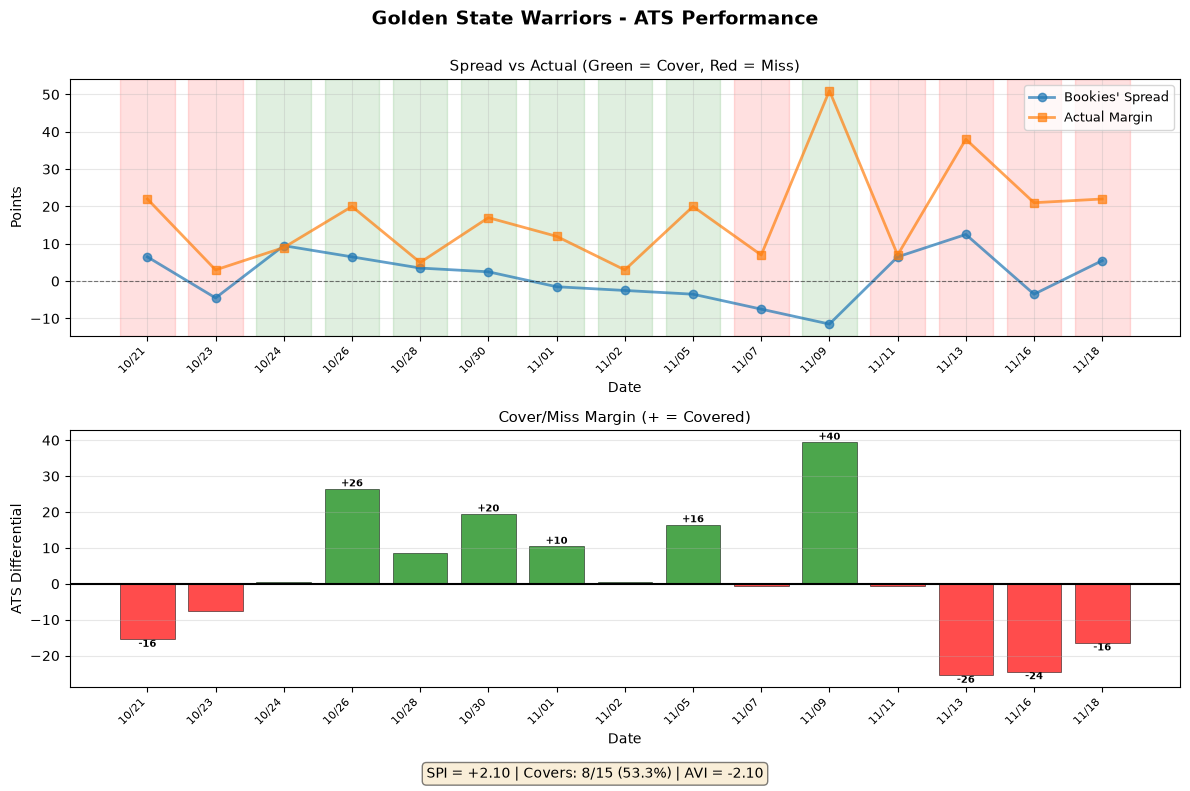 Golden State Warriors - ATS Performance
Spread vs Actual (Green = Cover, Red = Miss)
Bookies' Spread
Actual Margin
Points
50
40
30
20
10
0
−10
10/21 10/23 10/24 10/26 10/28 10/30 11/01 11/02 11/05 11/07 11/09 11/11 11/13 11/16 11/18
Date
Cover/Miss Margin (+ = Covered)
ATS Differential
40
30
20
10
0
−10
−20
-16 +26 +20 +10 +16 +40 -26 -24 -16
10/21 10/23 10/24 10/26 10/28 10/30 11/01 11/02 11/05 11/07 11/09 11/11 11/13 11/16 11/18
Date
SPI = +2.10 | Covers: 8/15 (53.3%) | AVI = -2.10